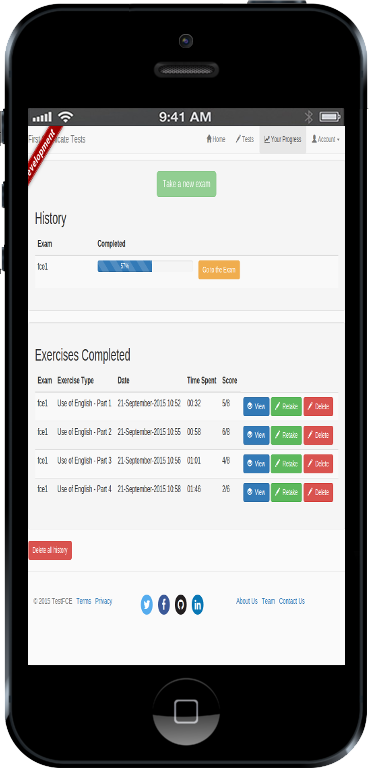 9:41 AM
First icate Tests Home Tests Your Progress Account
evelopment
Take a new exam
History
Exam Completed
fce1 57% Go to the Exam
Exercises Completed
Exam Exercise Type Date Time Spent Score
fce1 Use of English - Part 1 21-September-2015 10:52 00:32 5/8 View Retake Delete
fce1 Use of English - Part 2 21-September-2015 10:55 00:58 6/8 View Retake Delete
fce1 Use of English - Part 3 21-September-2015 10:56 01:01 4/8 View Retake Delete
fce1 Use of English - Part 4 21-September-2015 10:58 01:46 2/6 View Retake Delete
Delete all history
© 2015 TestFCE Terms Privacy About Us Team Contact Us